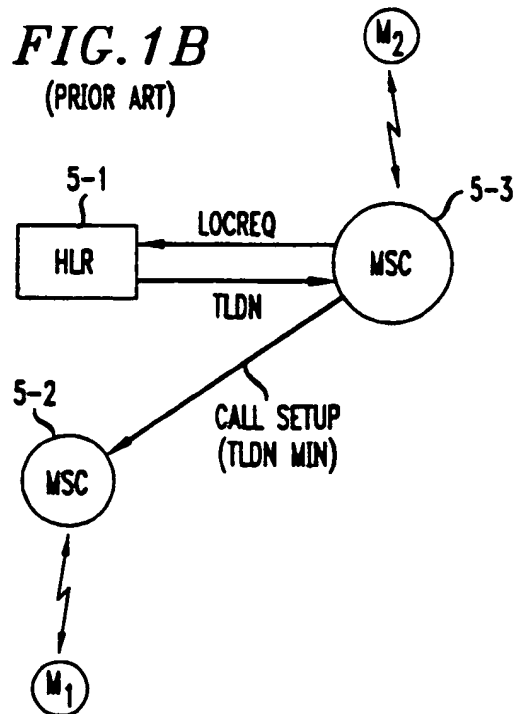 FIG. 1B
(PRIOR ART)
M2
5-1
5-3
HLR
LOCREQ
TLDN
MSC
5-2
CALL SETUP
(TLDN MIN)
MSC
M1